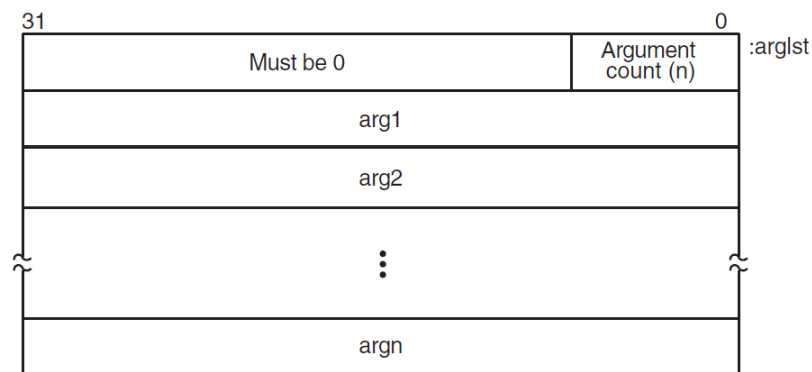 31 0
Must be 0
Argument
count (n)
:arglst
arg1
arg2
argn